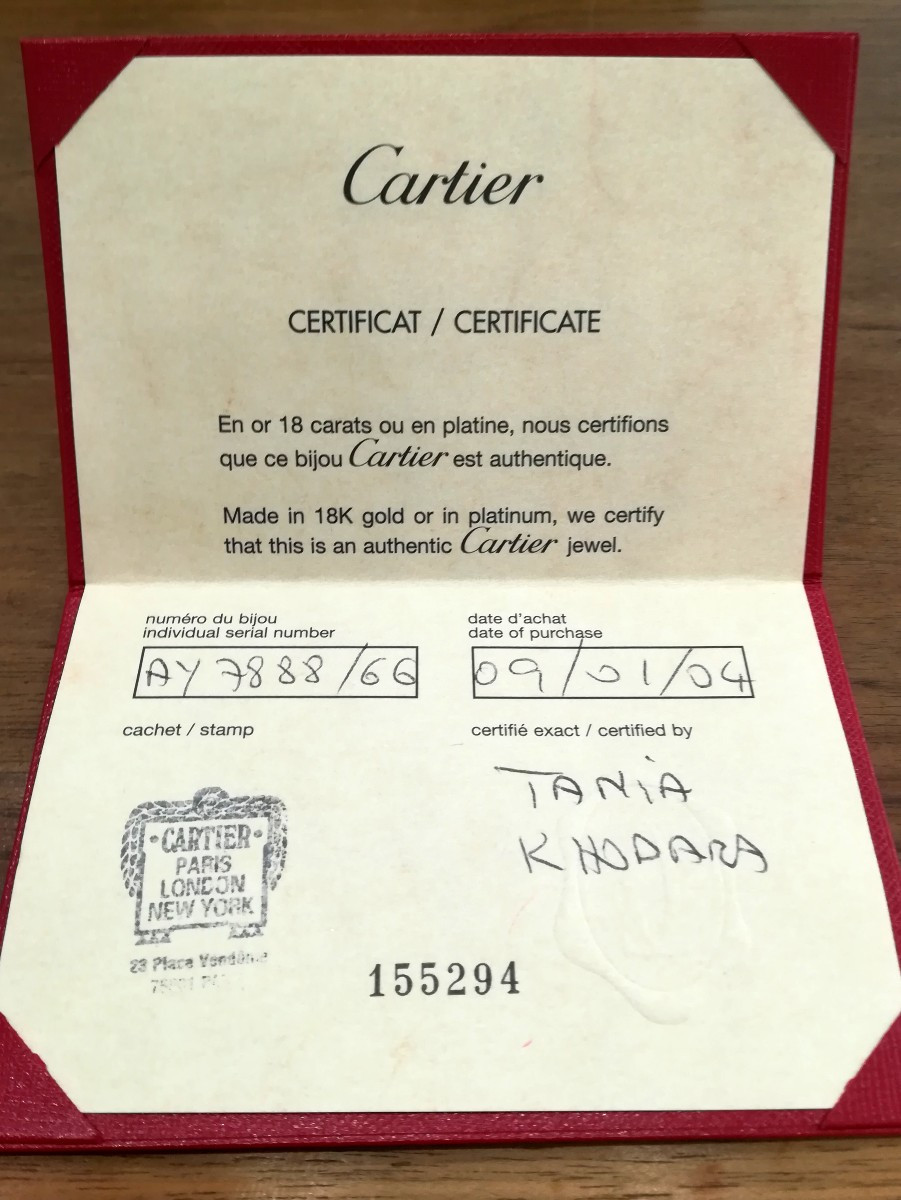 Cartier
CERTIFICAT / CERTIFICATE
En or 18 carats ou en platine, nous certifions
que ce bijou Cartier est authentique.
Made in 18K gold or in platinum, we certify
that this is an authentic Cartier jewel.
numéro du bijou
individual serial number
AY 7888/66
date d'achat
date of purchase
09/01/04
cachet / stamp
certifié exact / certified by
TANIA
KHODARA
·CARTIER·
PARIS
LONDON
NEW YORK
23 Place Vendôme
155294